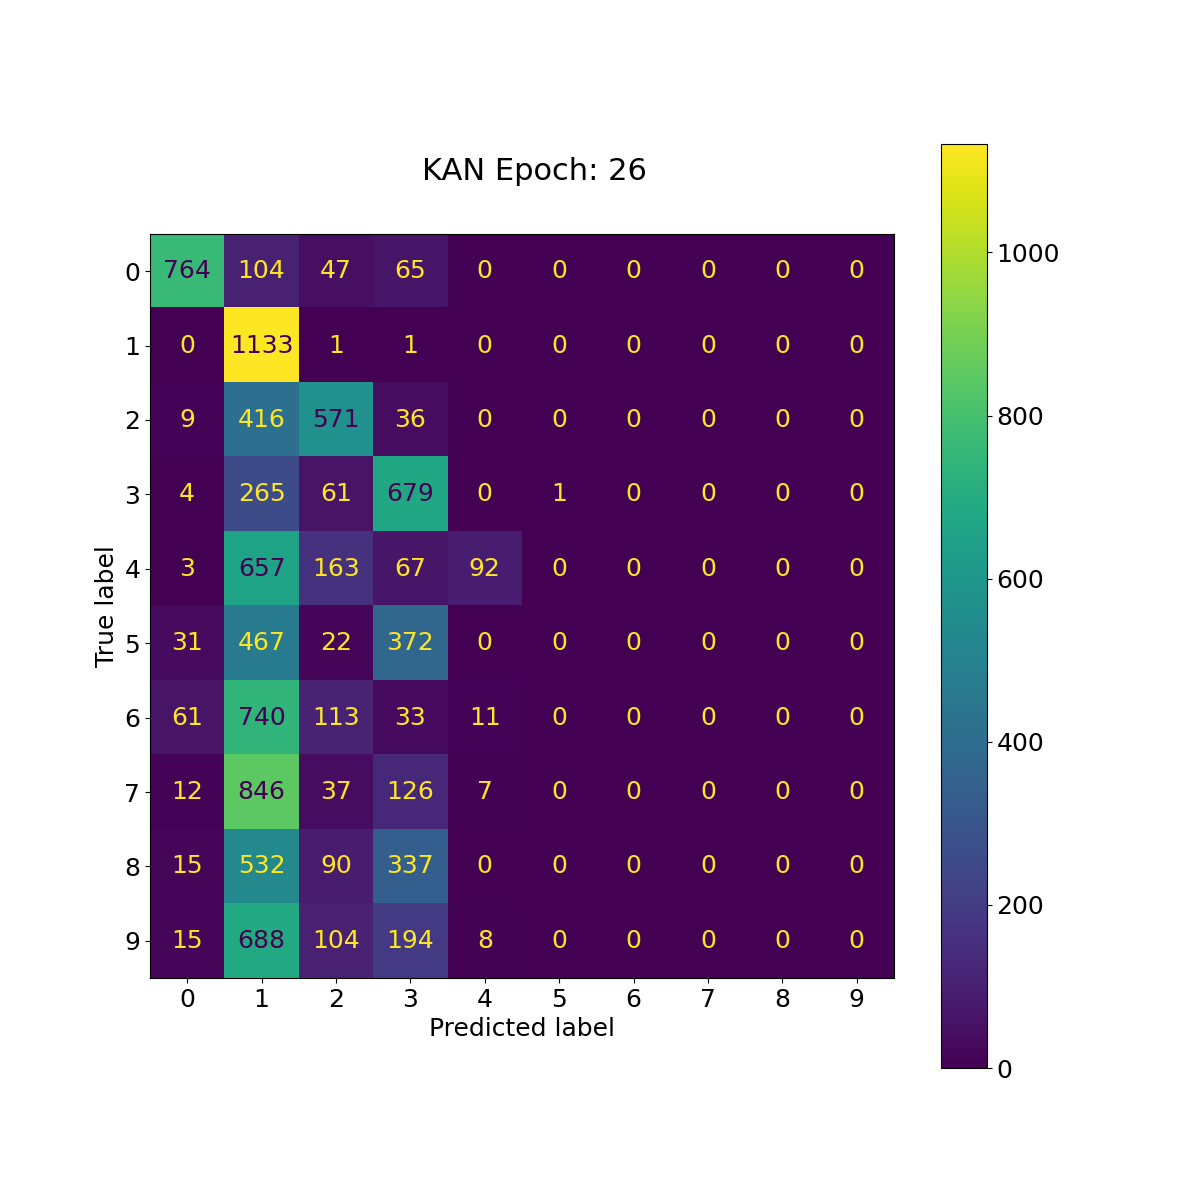 KAN Epoch: 26
0 764 104 47 65 0 0 0 0 0 0
1 0 1133 1 1 0 0 0 0 0 0
2 9 416 571 36 0 0 0 0 0 0
3 4 265 61 679 0 1 0 0 0 0
4 3 657 163 67 92 0 0 0 0 0
5 31 467 22 372 0 0 0 0 0 0
6 61 740 113 33 11 0 0 0 0 0
7 12 846 37 126 7 0 0 0 0 0
8 15 532 90 337 0 0 0 0 0 0
9 15 688 104 194 8 0 0 0 0 0
0 1 2 3 4 5 6 7 8 9
Predicted label
True label
1000
800
600
400
200
0